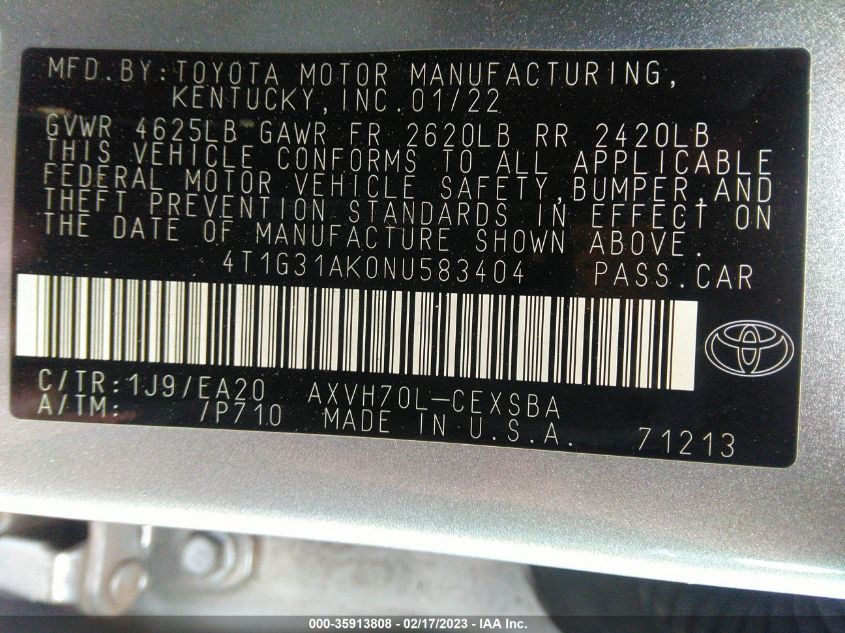 MFD.BY:TOYOTA MOTOR MANUFACTURING,
KENTUCKY,INC.01/22
GVWR 4625LB GAWR FR 2620LB RR 2420LB
THIS VEHICLE CONFORMS TO ALL APPLICABLE
FEDERAL MOTOR VEHICLE SAFETY,BUMPER,AND
THEFT PREVENTION STANDARDS IN EFFECT ON
THE DATE OF MANUFACTURE SHOWN ABOVE.
4T1G31AK0NU583404 PASS.CAR
C/TR:1J9/EA20 AXVH70L-CEXSBA
A/TM: /P710 MADE IN U.S.A. 71213
000-35913808 - 02/17/2023 - IAA Inc.